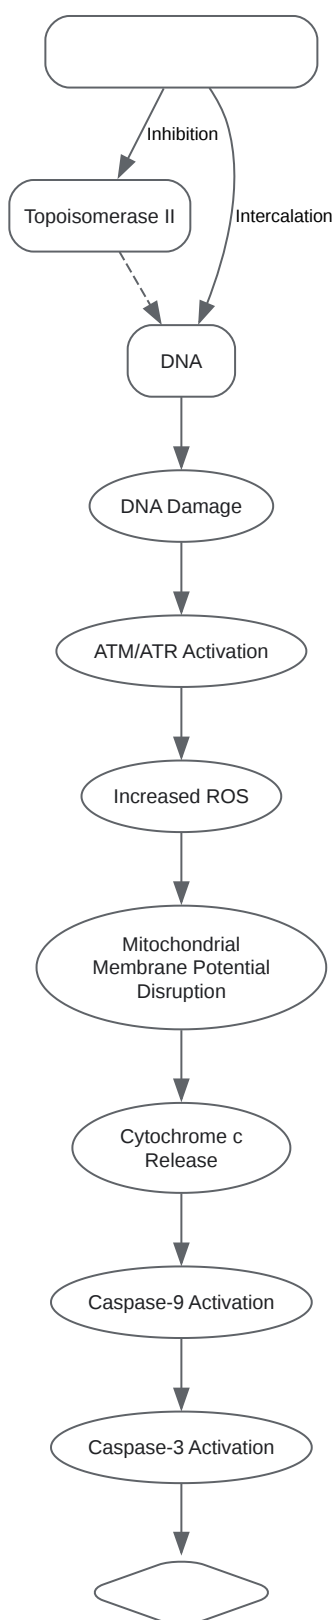 Inhibition
Topoisomerase II
Intercalation
DNA
DNA Damage
ATM/ATR Activation
Increased ROS
Mitochondrial
Membrane Potential
Disruption
Cytochrome c
Release
Caspase-9 Activation
Caspase-3 Activation